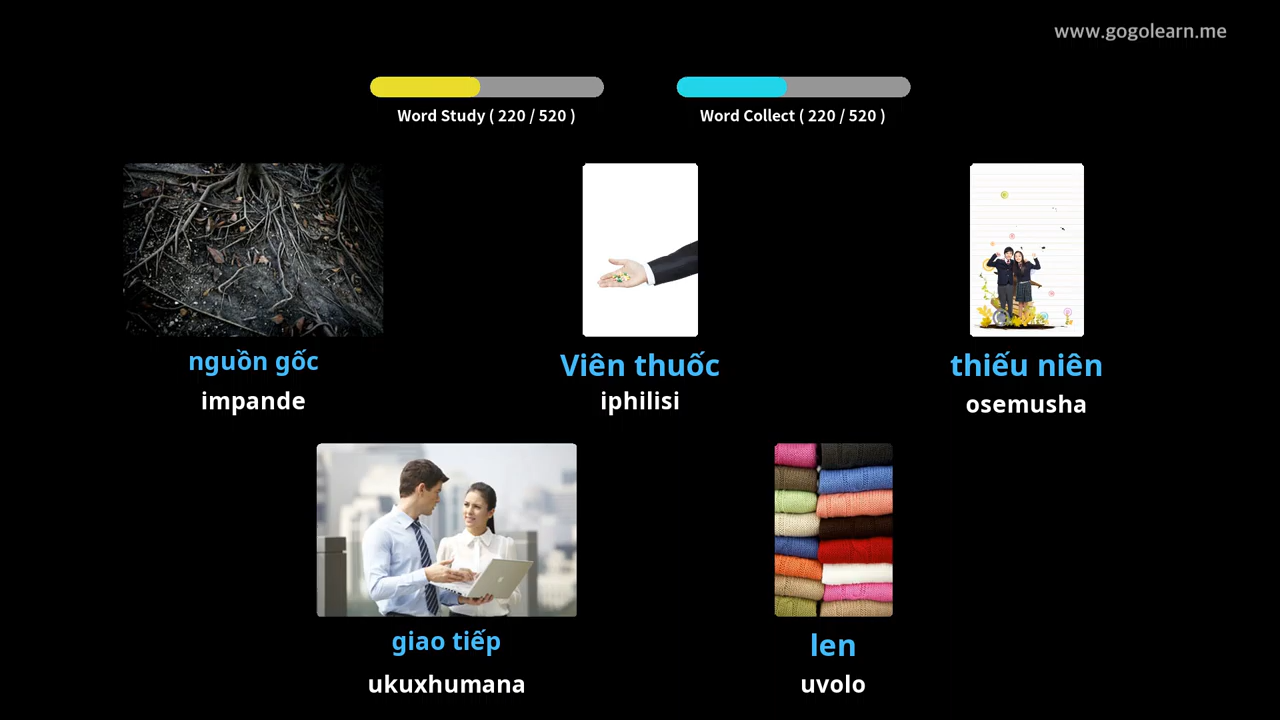 www.gogolearn.me
Word Study ( 220 / 520 )
Word Collect ( 220 / 520 )
nguồn gốc
impande
Viên thuốc
iphilisi
thiếu niên
osemusha
giao tiếp
ukuxhumana
len
uvolo